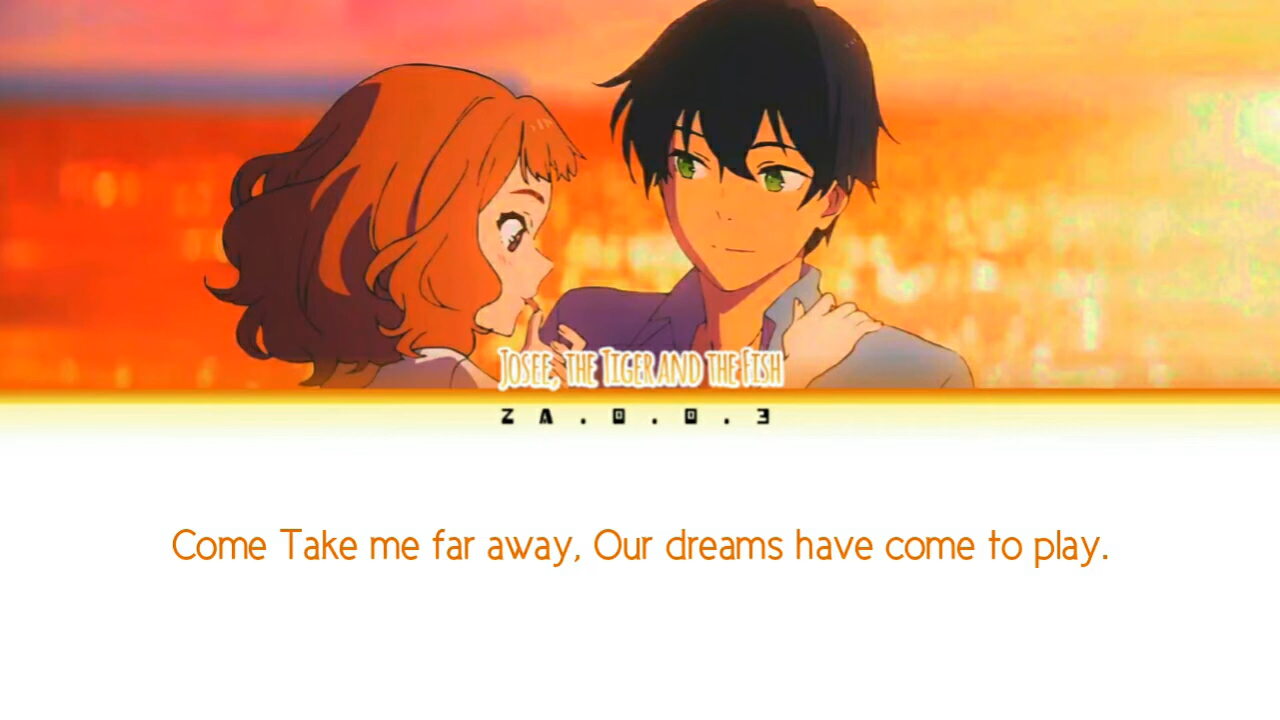 Josee, the Tiger and the Fish
ZA.0.0.3
Come Take me far away, Our dreams have come to play.